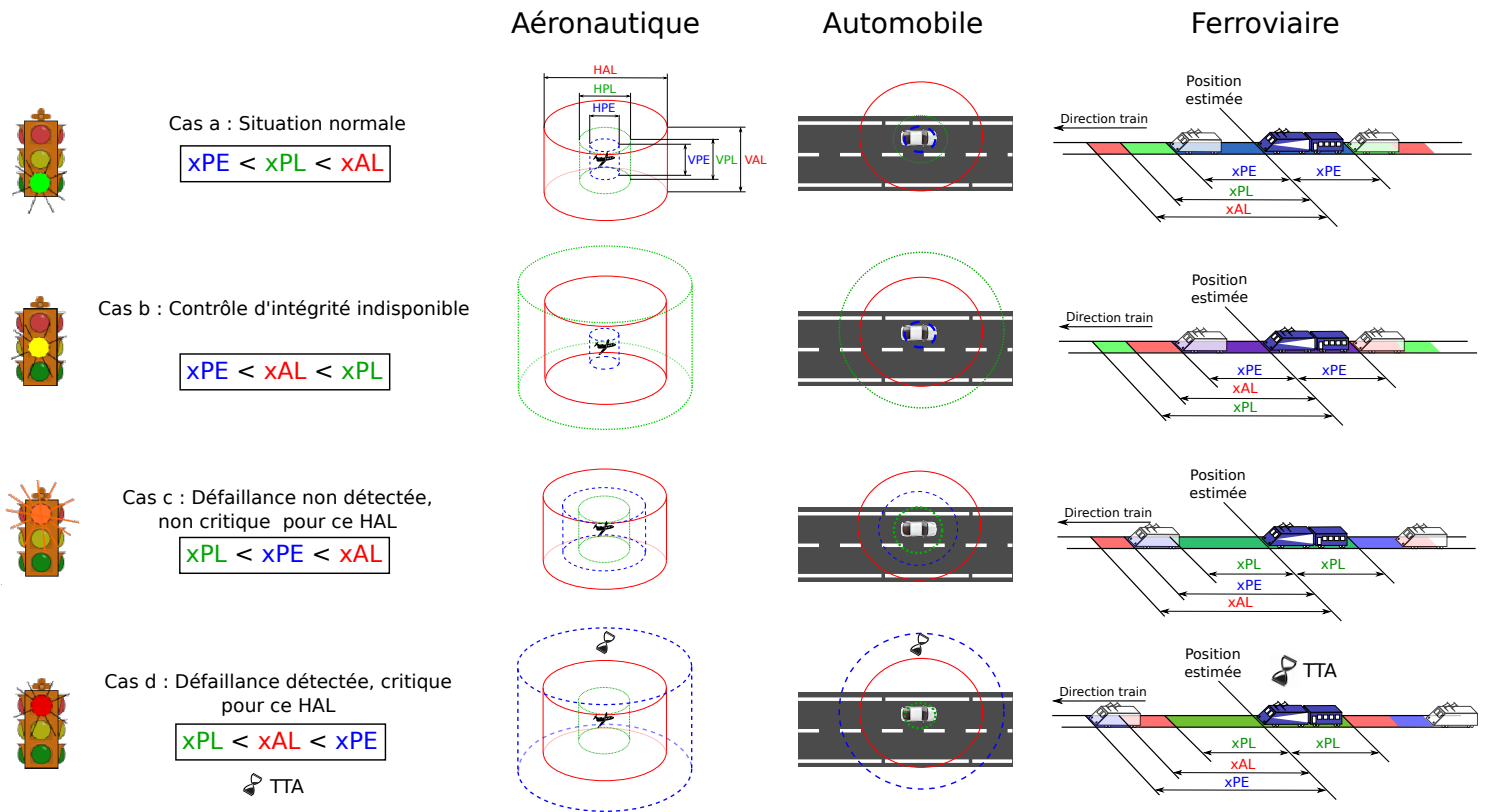 Aéronautique
Automobile
Ferroviaire
Cas a : Situation normale
xPE < xPL < xAL
HAL
HPL
HPE
VPE
VPL
VAL
Position
estimée
Direction train
xPE
xPE
xPL
xAL
Cas b : Contrôle d'intégrité indisponible
xPE < xAL < xPL
Position
estimée
Direction train
xPE
xPE
xAL
xPL
Cas c : Défaillance non détectée,
non critique pour ce HAL
xPL < xPE < xAL
Position
estimée
Direction train
xPL
xPL
xPE
xAL
Cas d : Défaillance détectée, critique
pour ce HAL
xPL < xAL < xPE
TTA
Position
estimée
TTA
Direction train
xPL
xPL
xAL
xPE